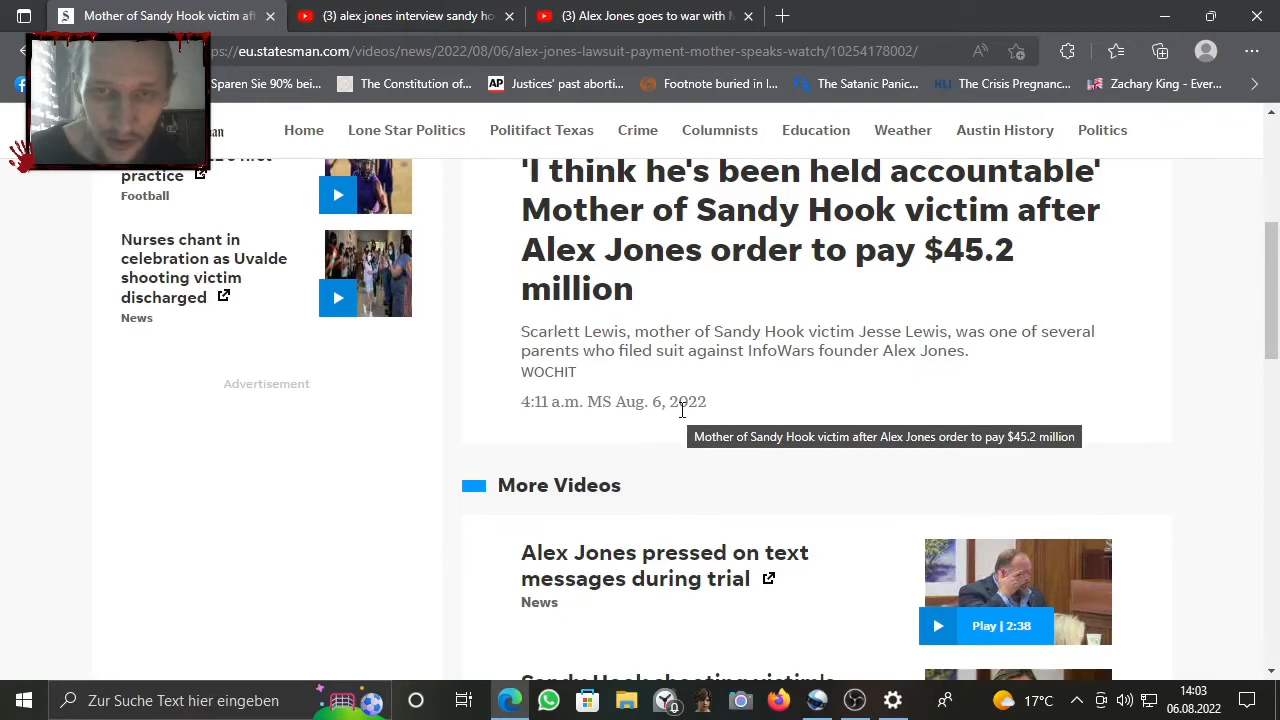 Mother of Sandy Hook victim af
(3) alex jones interview sandy ho
(3) Alex Jones goes to war with
ps://eu.statesman.com/videos/news/2022/08/06/alex-jones-lawsuit-payment-mother-speaks-watch/10254178002/
Sparen Sie 90% bei...
The Constitution of...
Justices' past aborti...
Footnote buried in I...
The Satanic Panic,...
The Crisis Pregnanc...
Zachary King - Ever...
man
Home
Lone Star Politics
Politifact Texas
Crime
Columnists
Education
Weather
Austin History
Politics
practice
Football
Nurses chant in
celebration as Uvalde
shooting victim
discharged
News
Advertisement
'I think he's been held accountable'
Mother of Sandy Hook victim after
Alex Jones order to pay $45.2
million
Scarlett Lewis, mother of Sandy Hook victim Jesse Lewis, was one of several
parents who filed suit against InfoWars founder Alex Jones.
WOCHIT
4:11 a.m. MS Aug. 6, 2022
Mother of Sandy Hook victim after Alex Jones order to pay $45.2 million
More Videos
Alex Jones pressed on text
messages during trial
News
Play | 2:38
Sandy Hook shooting victim's
Zur Suche Text hier eingeben
17°C
14:03
06.08.2022